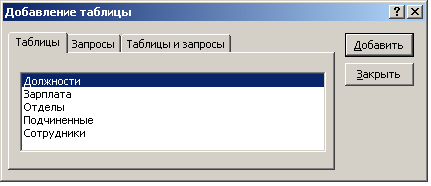 Добавление таблицы
Таблицы Запросы Таблицы и запросы
Добавить
Закрыть
Должности
Зарплата
Отделы
Подчиненные
Сотрудники